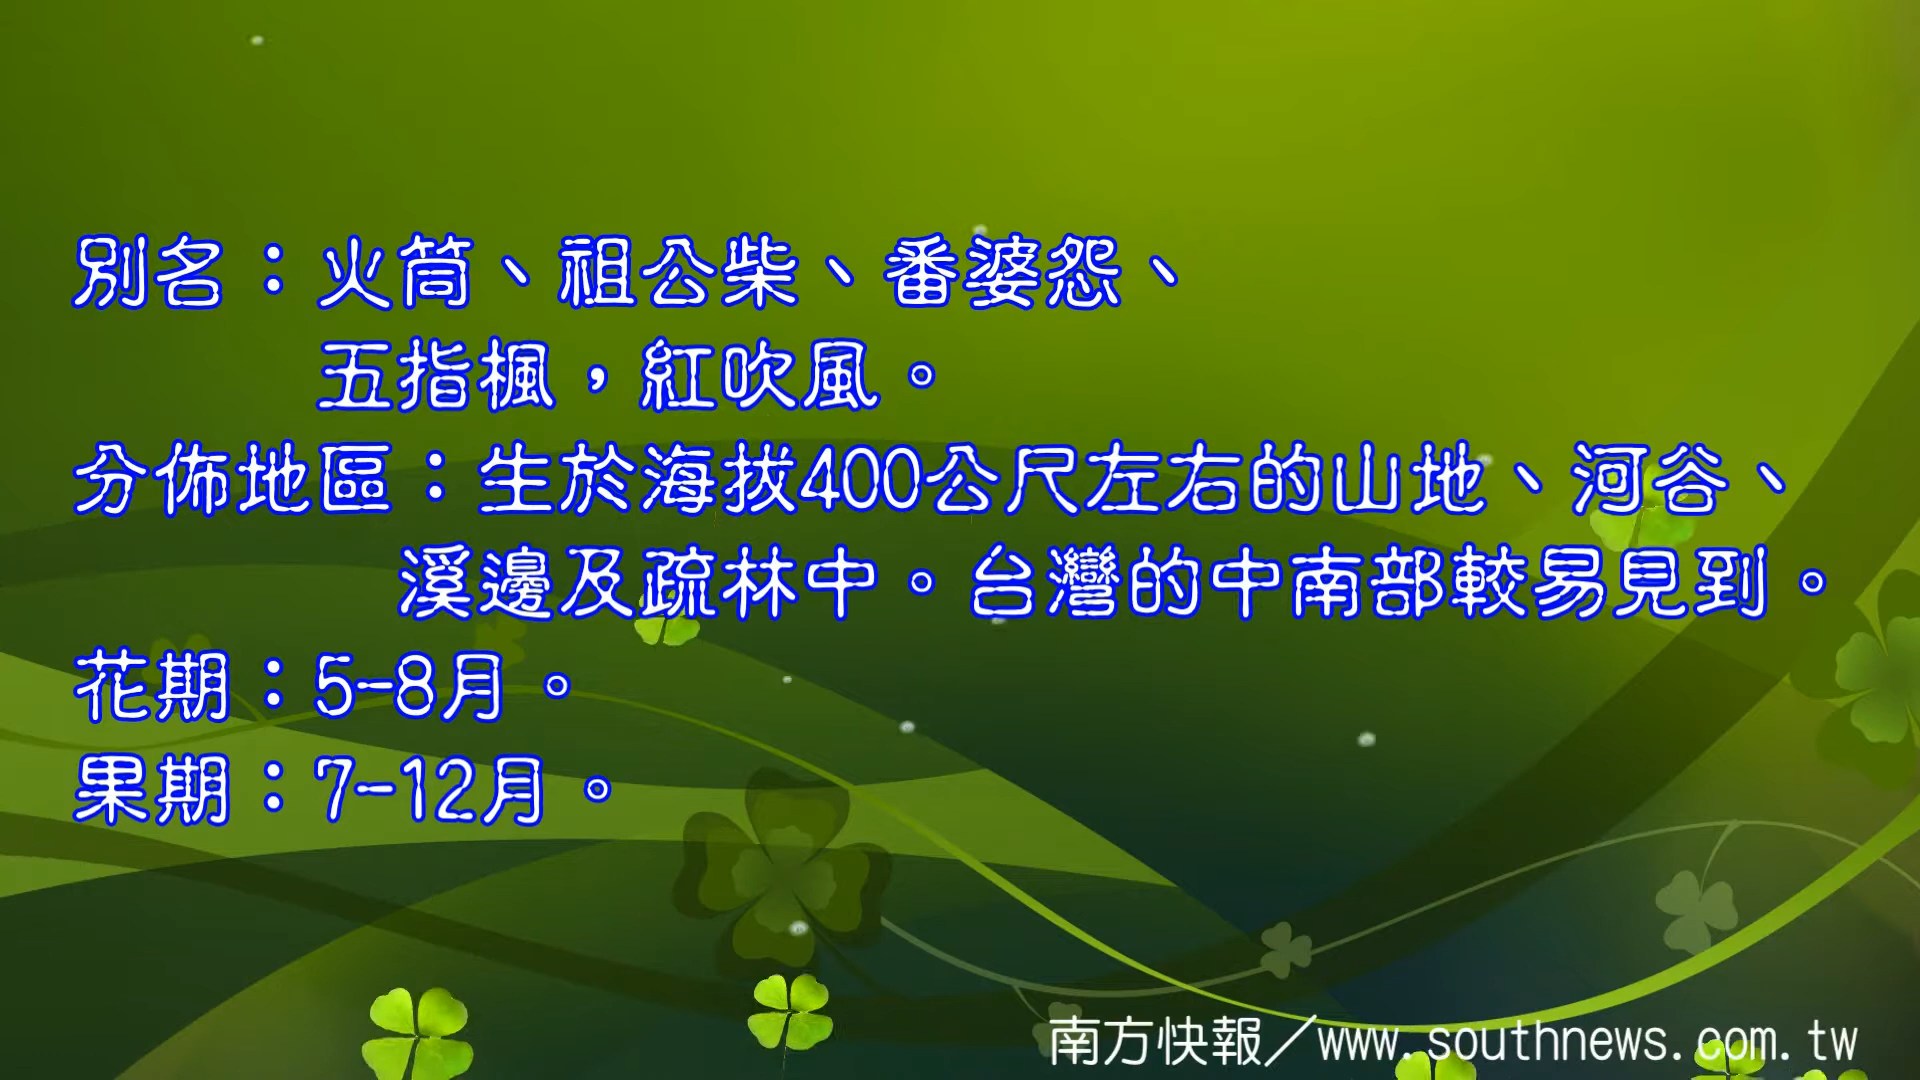 別名：火筒、祖公柴、番婆怨、
五指楓，紅吹風。
分佈地區：生於海拔400公尺左右的山地、河谷、
溪邊及疏林中。台灣的中南部較易見到。
花期：5-8月。
果期：7-12月。
南方快報／www.southnews.com.tw